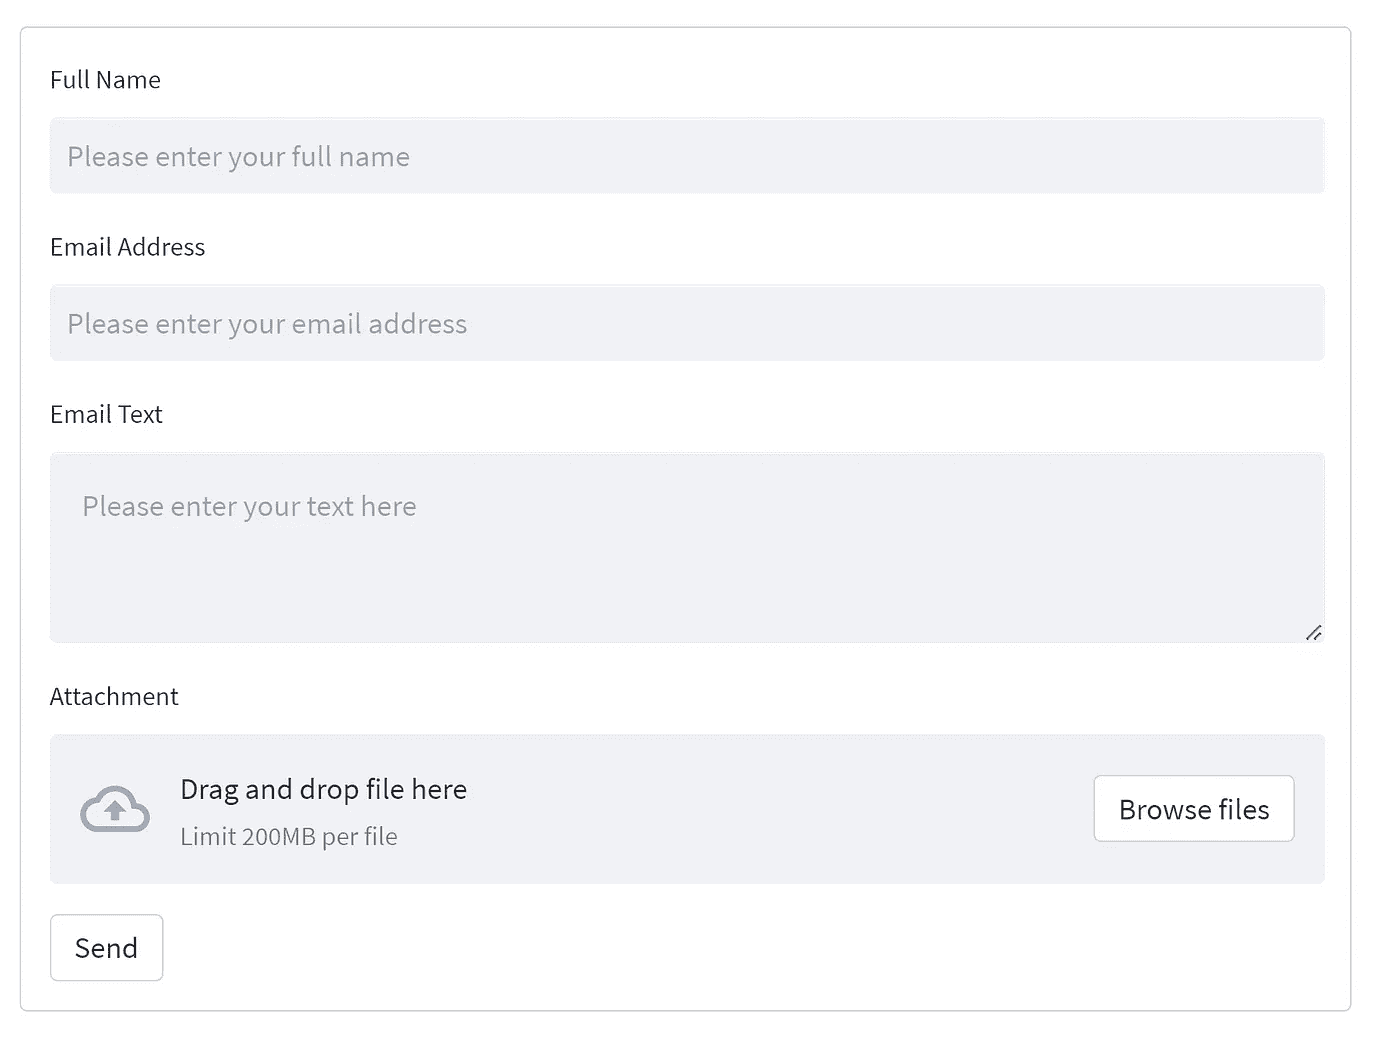 Full Name
Please enter your full name
Email Address
Please enter your email address
Email Text
Please enter your text here
Attachment
Drag and drop file here
Limit 200MB per file
Browse files
Send